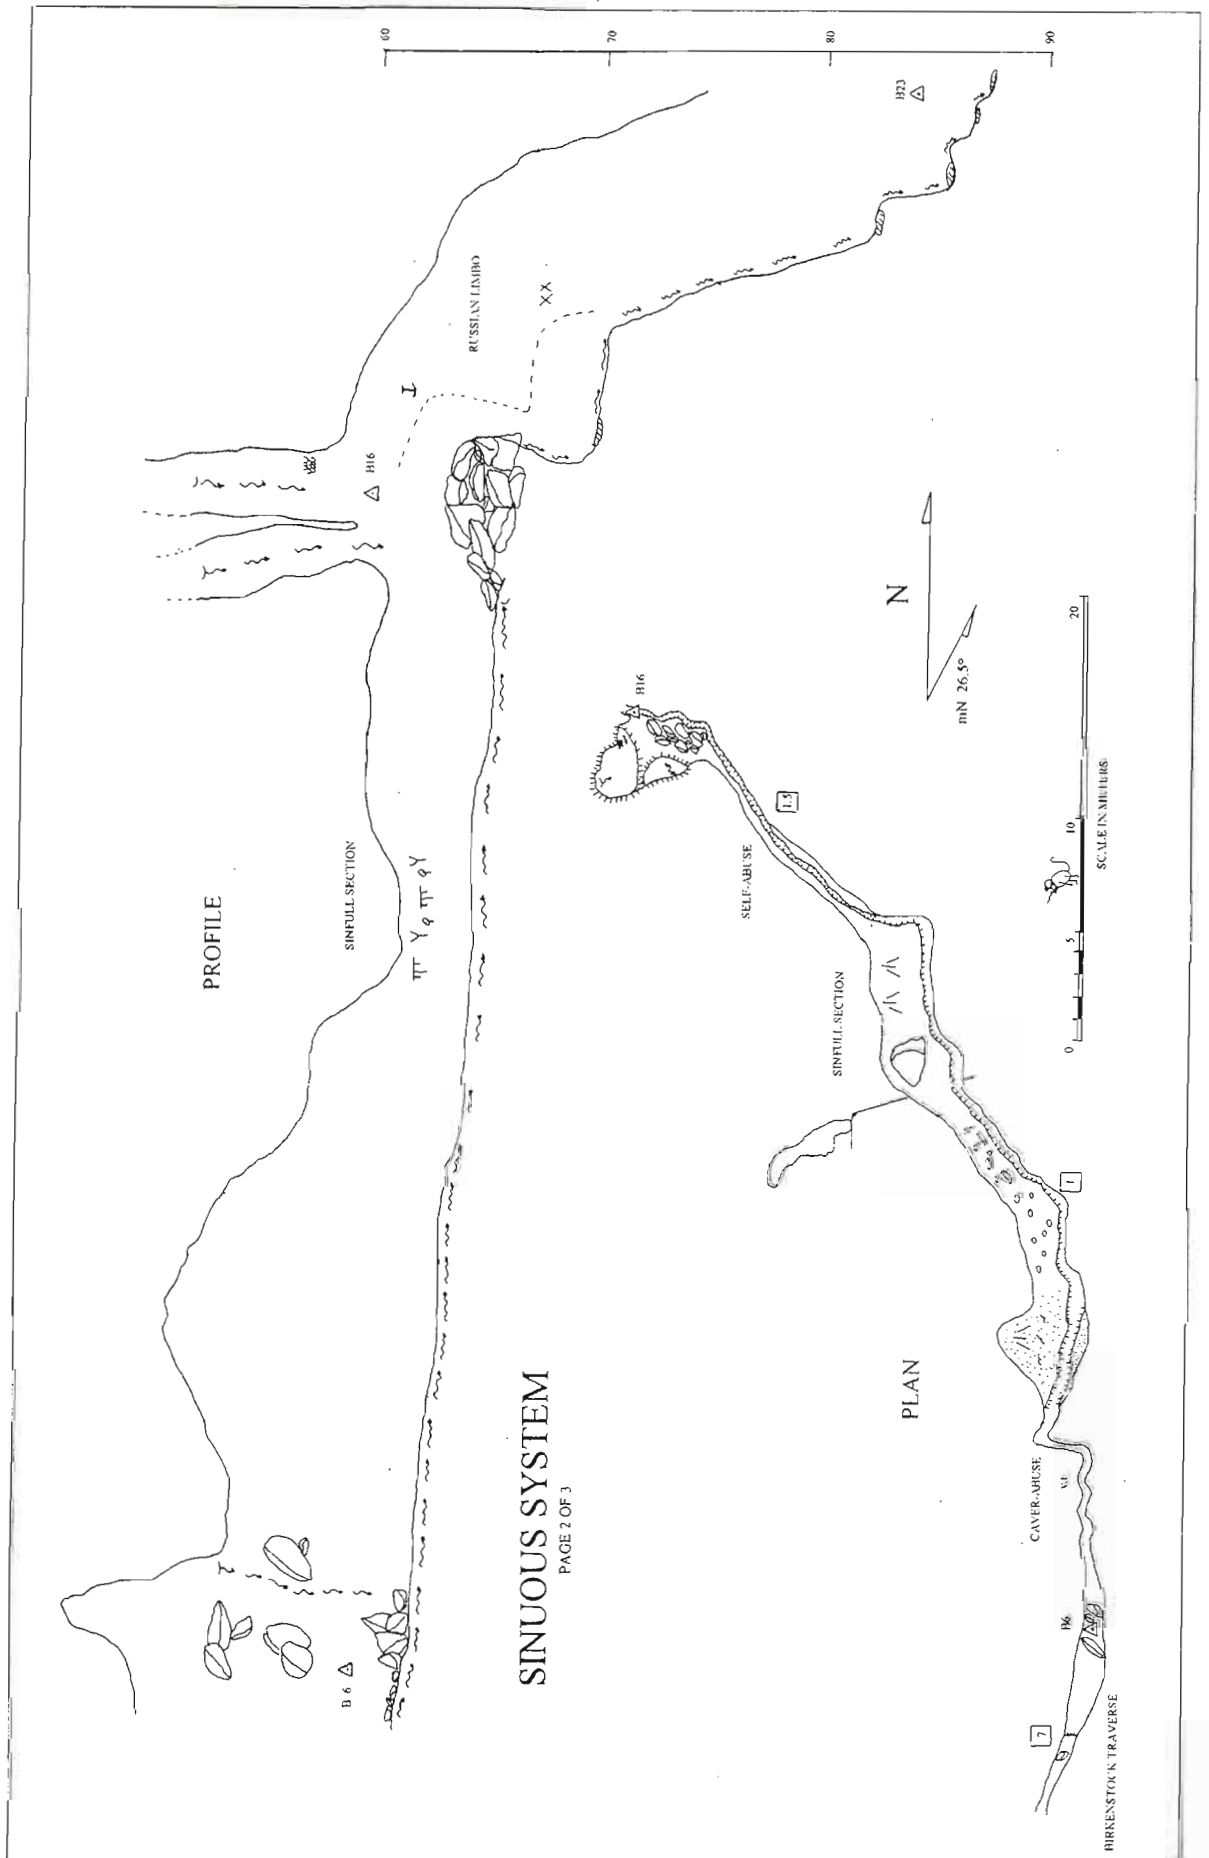 60
70
80
90
B23
RUSSIAN LIMBO
XX
B16
PROFILE
SINFULL SECTION
B 6
SINUOUS SYSTEM
PAGE 2 OF 3
N
mN 26.5°
B16
1.5
SELF-ABUSE
SINFULL SECTION
1
PLAN
CAVER-ABUSE
B6
7
BIRKENSTOCK TRAVERSE
0
5
10
20
SCALE IN METERS